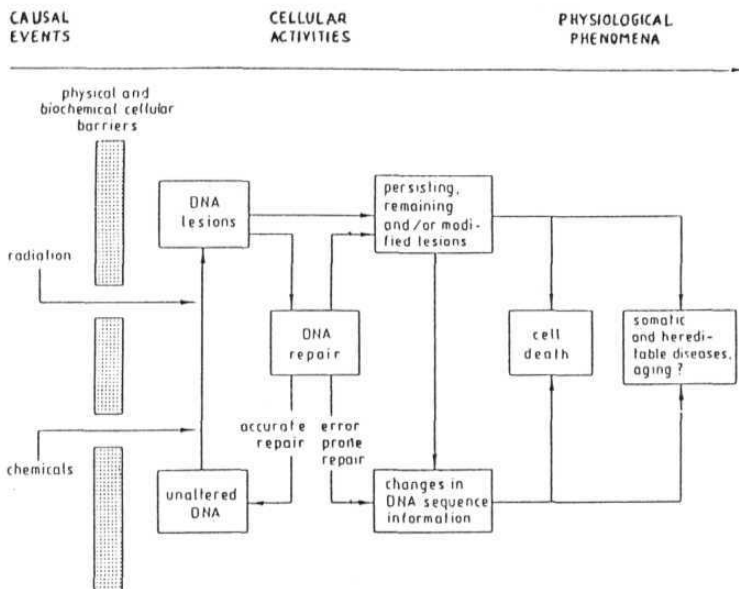 CAUSAL
EVENTS
CELLULAR
ACTIVITIES
PHYSIOLOGICAL
PHENOMENA
physical and
biochemical cellular
barriers
DNA
lesions
persisting,
remaining
and/or modi-
fied lesions
radiation
DNA
repair
cell
death
somatic
and heredi-
table diseases,
aging ?
accurate
repair
error
prone
repair
chemicals
unaltered
DNA
changes in
DNA sequence
information